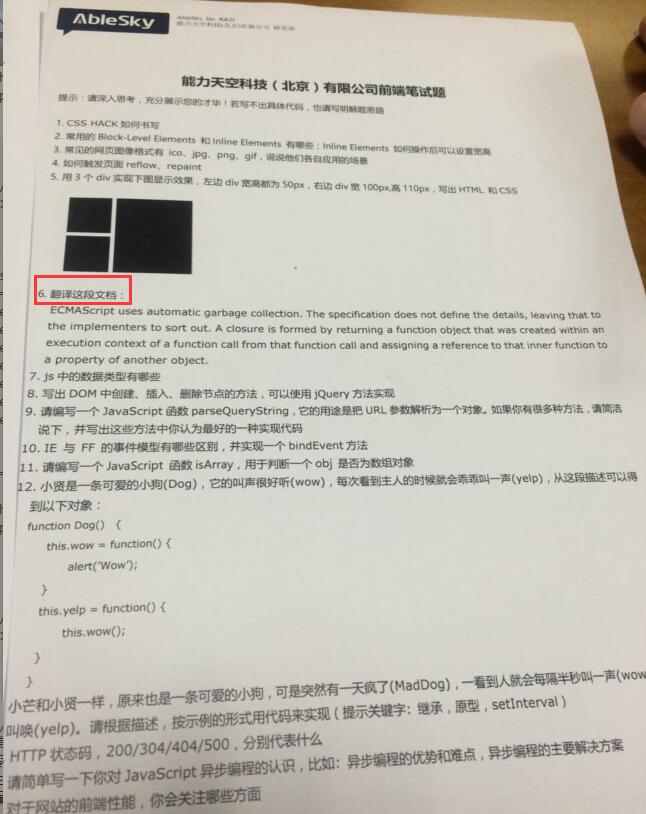 AbleSky
AbleSky, Inc. R&D
能力天空科技(北京)有限公司 研发部
能力天空科技（北京）有限公司前端笔试题
提示：请深入思考，充分展示您的才华！若写不出具体代码，也请写明解题思路
1. CSS HACK 如何书写
2. 常用的 Block-Level Elements 和 Inline Elements 有哪些；Inline Elements 如何操作后可以设置宽高
3. 常见的网页图像格式有 ico、jpg、png、gif，说说他们各自应用的场景
4. 如何触发页面 reflow、repaint
5. 用 3 个 div 实现下图显示效果，左边 div 宽高都为 50px，右边 div 宽 100px,高 110px，写出 HTML 和 CSS
6. 翻译这段文档：
ECMAScript uses automatic garbage collection. The specification does not define the details, leaving that to
the implementers to sort out. A closure is formed by returning a function object that was created within an
execution context of a function call from that function call and assigning a reference to that inner function to
a property of another object.
7. js 中的数据类型有哪些
8. 写出 DOM 中创建、插入、删除节点的方法，可以使用 jQuery 方法实现
9. 请编写一个 JavaScript 函数 parseQueryString，它的用途是把 URL 参数解析为一个对象。如果你有很多种方法，请简洁
说下，并写出这些方法中你认为最好的一种实现代码
10. IE 与 FF 的事件模型有哪些区别，并实现一个 bindEvent 方法
11. 请编写一个 JavaScript 函数 isArray，用于判断一个 obj 是否为数组对象
12. 小贤是一条可爱的小狗(Dog)，它的叫声很好听(wow)，每次看到主人的时候就会乖乖叫一声(yelp)，从这段描述可以得
到以下对象：
function Dog() {
this.wow = function() {
alert('Wow');
}
this.yelp = function() {
this.wow();
}
}
小芒和小贤一样，原来也是一条可爱的小狗，可是突然有一天疯了(MadDog)，一看到人就会每隔半秒叫一声(wow
叫唤(yelp)。请根据描述，按示例的形式用代码来实现（提示关键字：继承，原型，setInterval）
HTTP 状态码，200/304/404/500，分别代表什么
请简单写一下你对 JavaScript 异步编程的认识，比如：异步编程的优势和难点，异步编程的主要解决方案
对于网站的前端性能，你会关注哪些方面